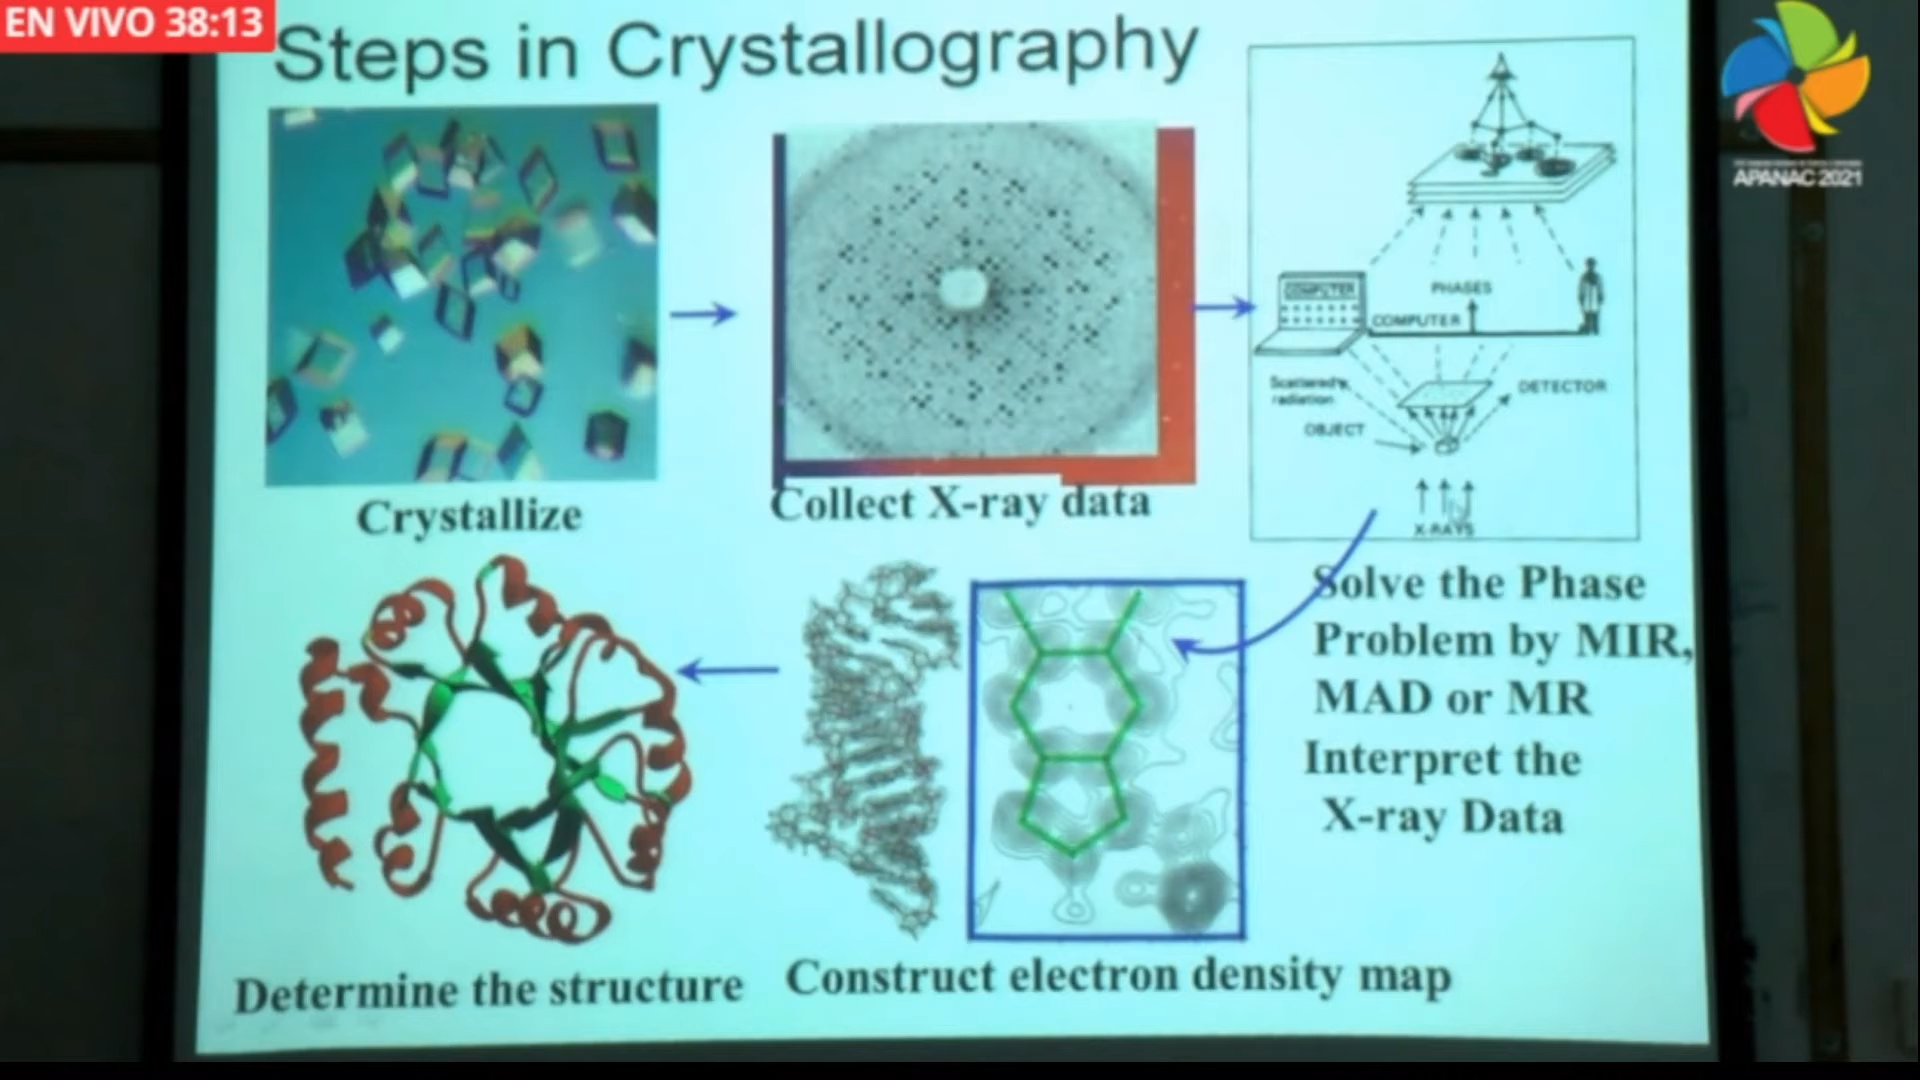 EN VIVO 38:13
Steps in Crystallography
APANAC 2021
COMPUTER
PHASES
COMPUTER
Scattered
radiation
DETECTOR
OBJECT
X-RAYS
Crystallize
Collect X-ray data
Solve the Phase
Problem by MIR,
MAD or MR
Interpret the
X-ray Data
Determine the structure
Construct electron density map